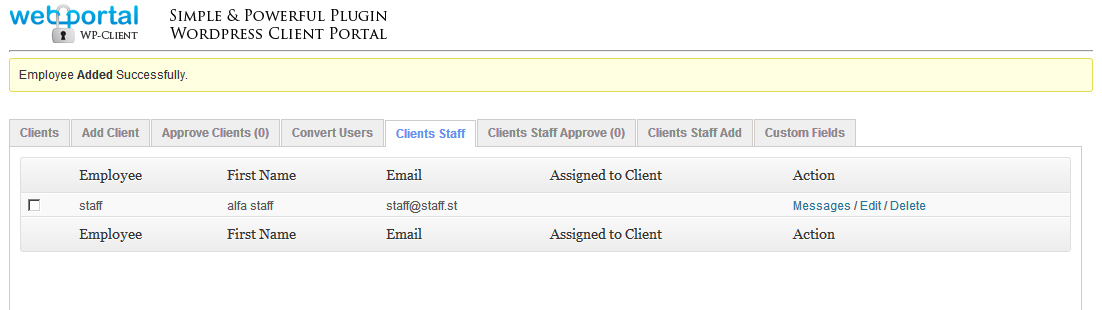 web portal
WP-Client
Simple & Powerful Plugin
Wordpress Client Portal
Employee Added Successfully.
Clients Add Client Approve Clients (0) Convert Users Clients Staff Clients Staff Approve (0) Clients Staff Add Custom Fields
Employee First Name Email Assigned to Client Action
staff alfa staff staff@staff.st Messages / Edit / Delete
Employee First Name Email Assigned to Client Action